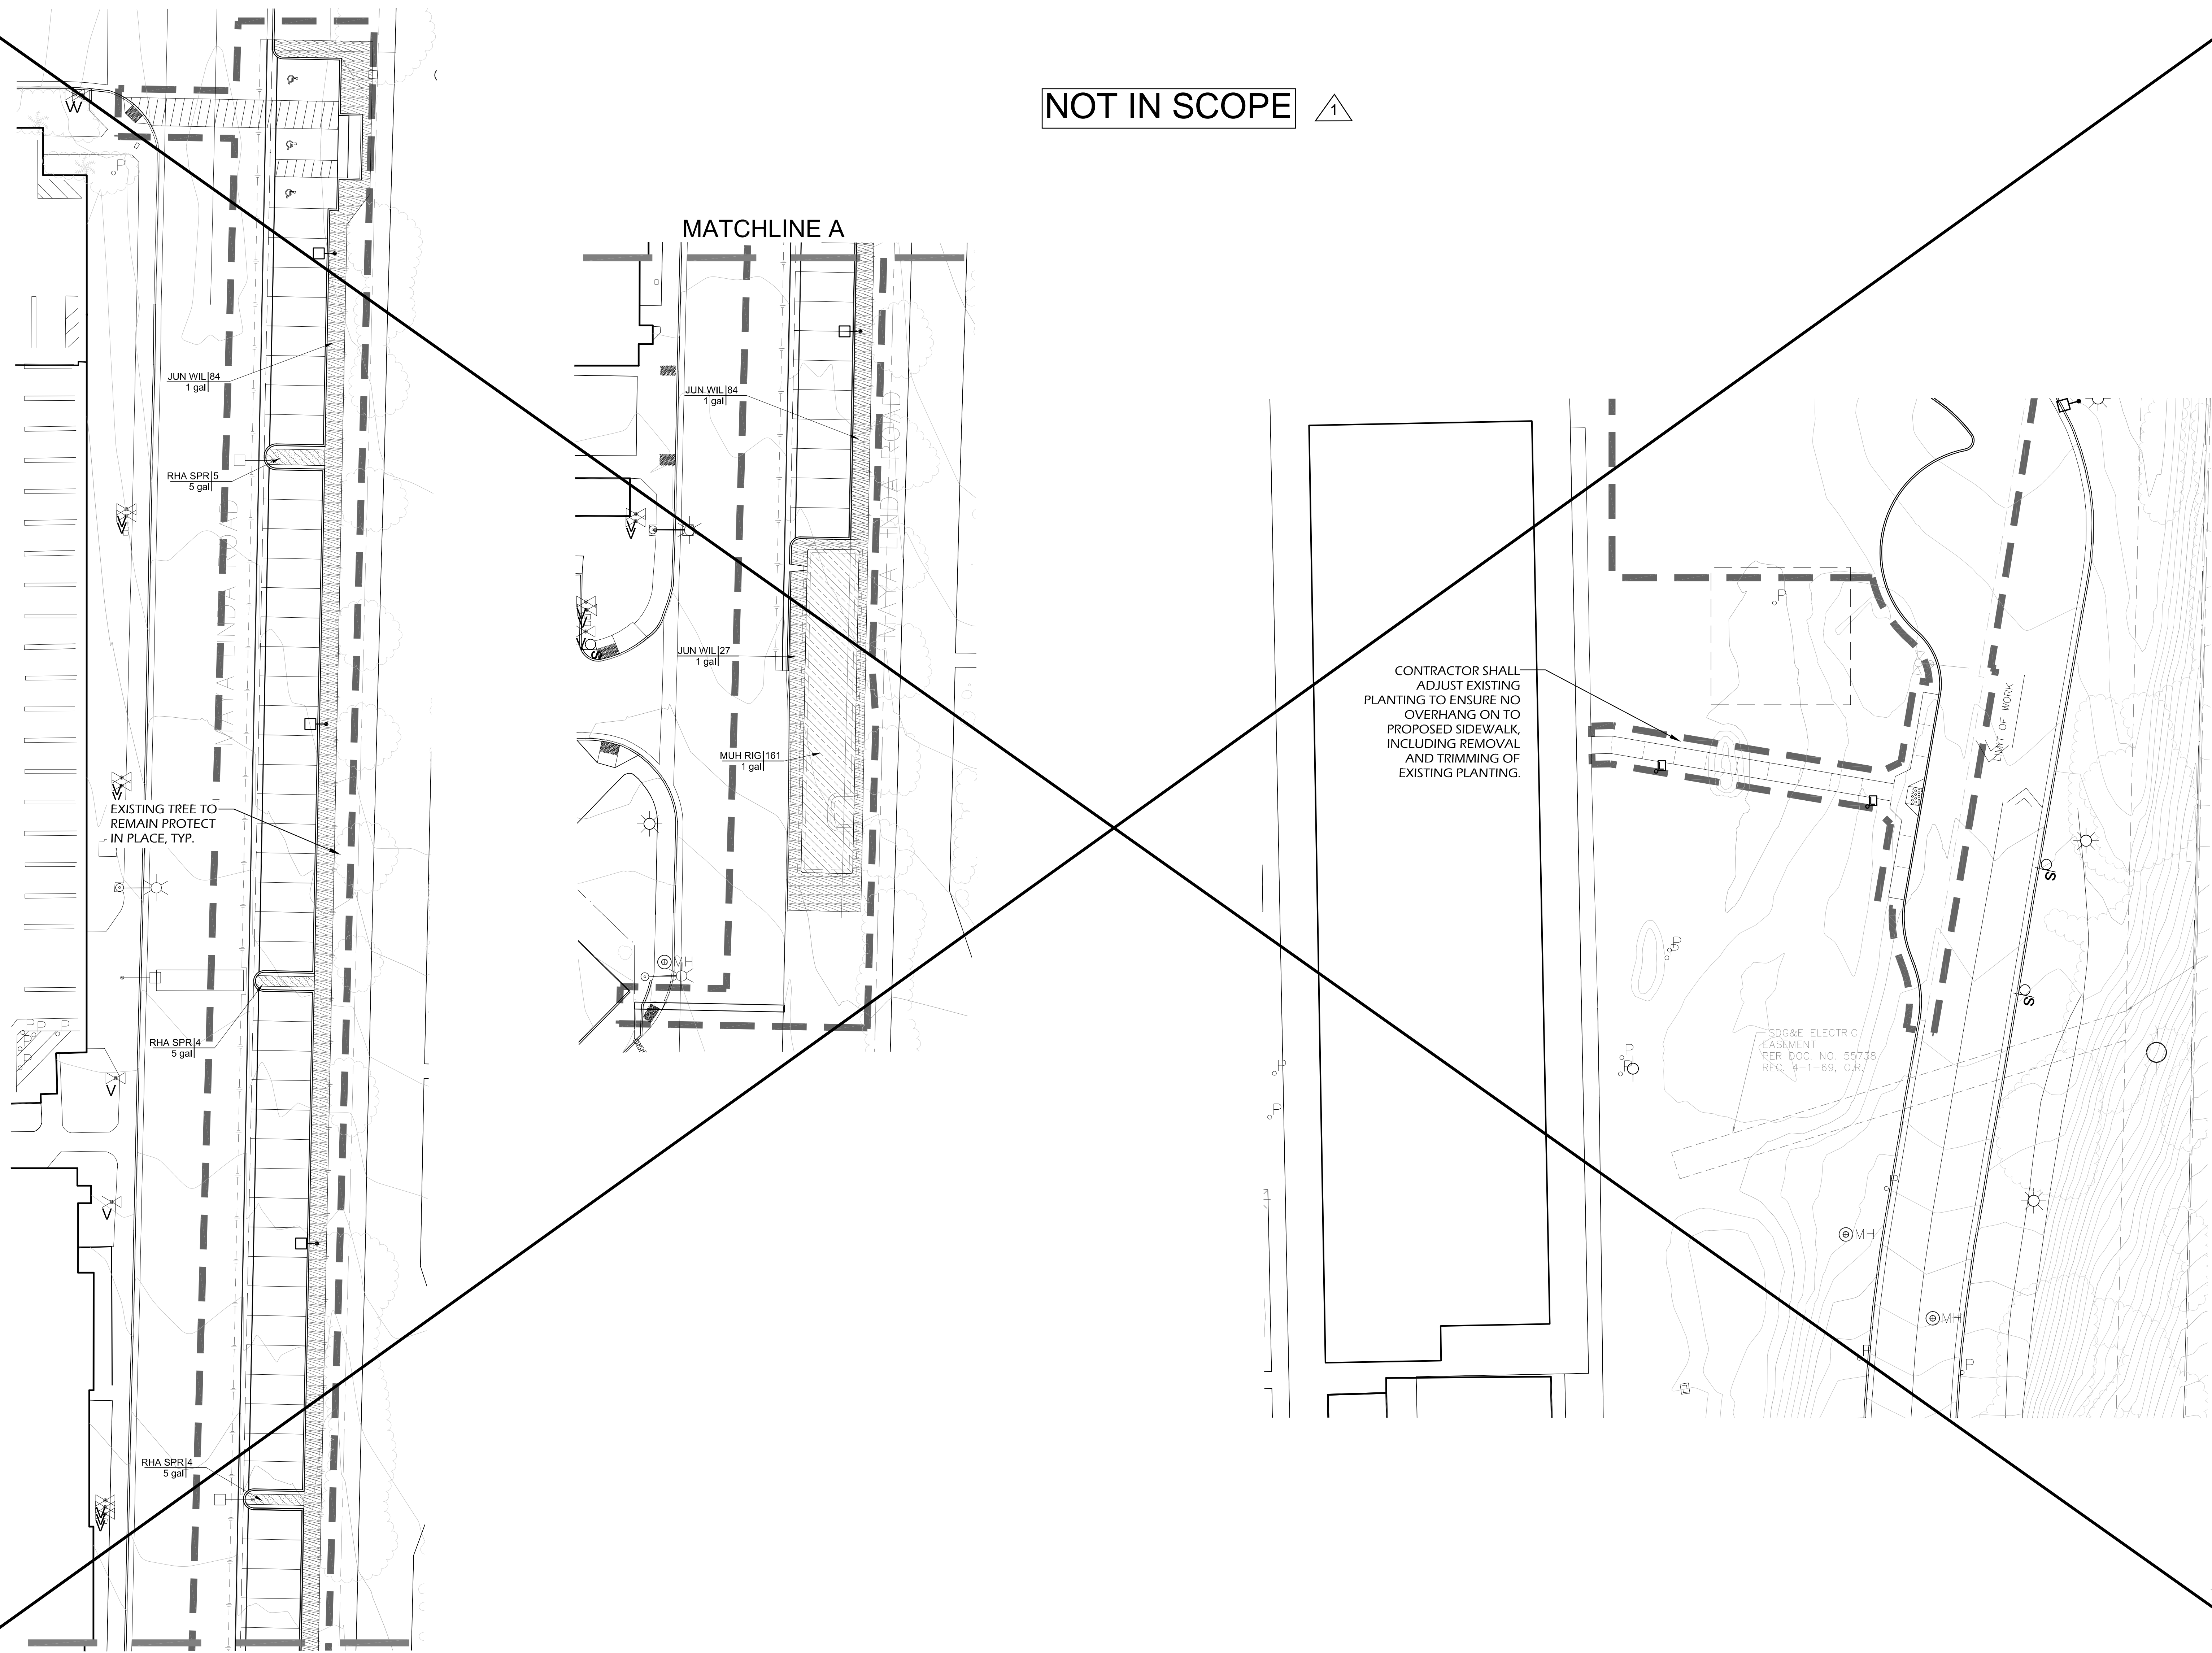 NOT IN SCOPE
1
MATCHLINE A
W
P
JUN WIL 84
1 gal
RHA SPR 5
5 gal
V
V
EXISTING TREE TO
REMAIN PROTECT
IN PLACE, TYP.
P P P
P
P
RHA SPR 4
5 gal
V
V
RHA SPR 4
5 gal
V
JUN WIL 84
1 gal
V
S
JUN WIL 27
1 gal
MUH RIG 161
1 gal
MH
MAYA LINDA ROAD
MAYA LINDA ROAD
CONTRACTOR SHALL
ADJUST EXISTING
PLANTING TO ENSURE NO
OVERHANG ON TO
PROPOSED SIDEWALK,
INCLUDING REMOVAL
AND TRIMMING OF
EXISTING PLANTING.
P
LIMIT OF WORK
S
S
P
P
P
P
SDG&E ELECTRIC
EASEMENT
PER DOC. NO. 55738
REC. 4-1-69, O.R.
P
P
P
MH
MH
P
P